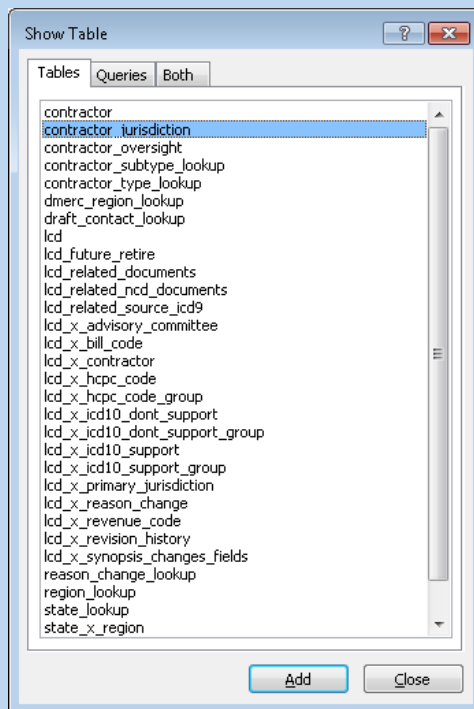 Show Table
Tables Queries Both
contractor
contractor_jurisdiction
contractor_oversight
contractor_subtype_lookup
contractor_type_lookup
dmerc_region_lookup
draft_contact_lookup
lcd
lcd_future_retire
lcd_related_documents
lcd_related_ncd_documents
lcd_related_source_icd9
lcd_x_advisory_committee
lcd_x_bill_code
lcd_x_contractor
lcd_x_hcpc_code
lcd_x_hcpc_code_group
lcd_x_icd10_dont_support
lcd_x_icd10_dont_support_group
lcd_x_icd10_support
lcd_x_icd10_support_group
lcd_x_primary_jurisdiction
lcd_x_reason_change
lcd_x_revenue_code
lcd_x_revision_history
lcd_x_synopsis_changes_fields
reason_change_lookup
region_lookup
state_lookup
state_x_region
Add Close